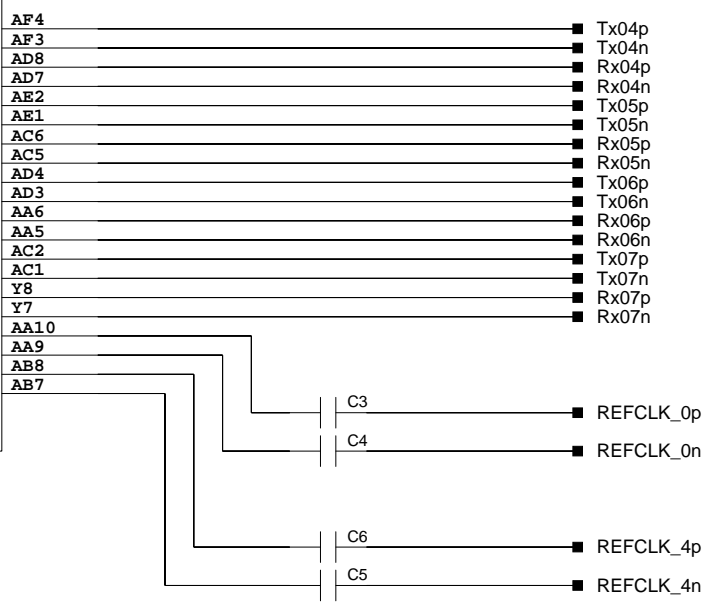 AF4 Tx04p
AF3 Tx04n
AD8 Rx04p
AD7 Rx04n
AE2 Tx05p
AE1 Tx05n
AC6 Rx05p
AC5 Rx05n
AD4 Tx06p
AD3 Tx06n
AA6 Rx06p
AA5 Rx06n
AC2 Tx07p
AC1 Tx07n
Y8 Rx07p
Y7 Rx07n
AA10
AA9
AB8
AB7
C3 REFCLK_0p
C4 REFCLK_0n
C6 REFCLK_4p
C5 REFCLK_4n